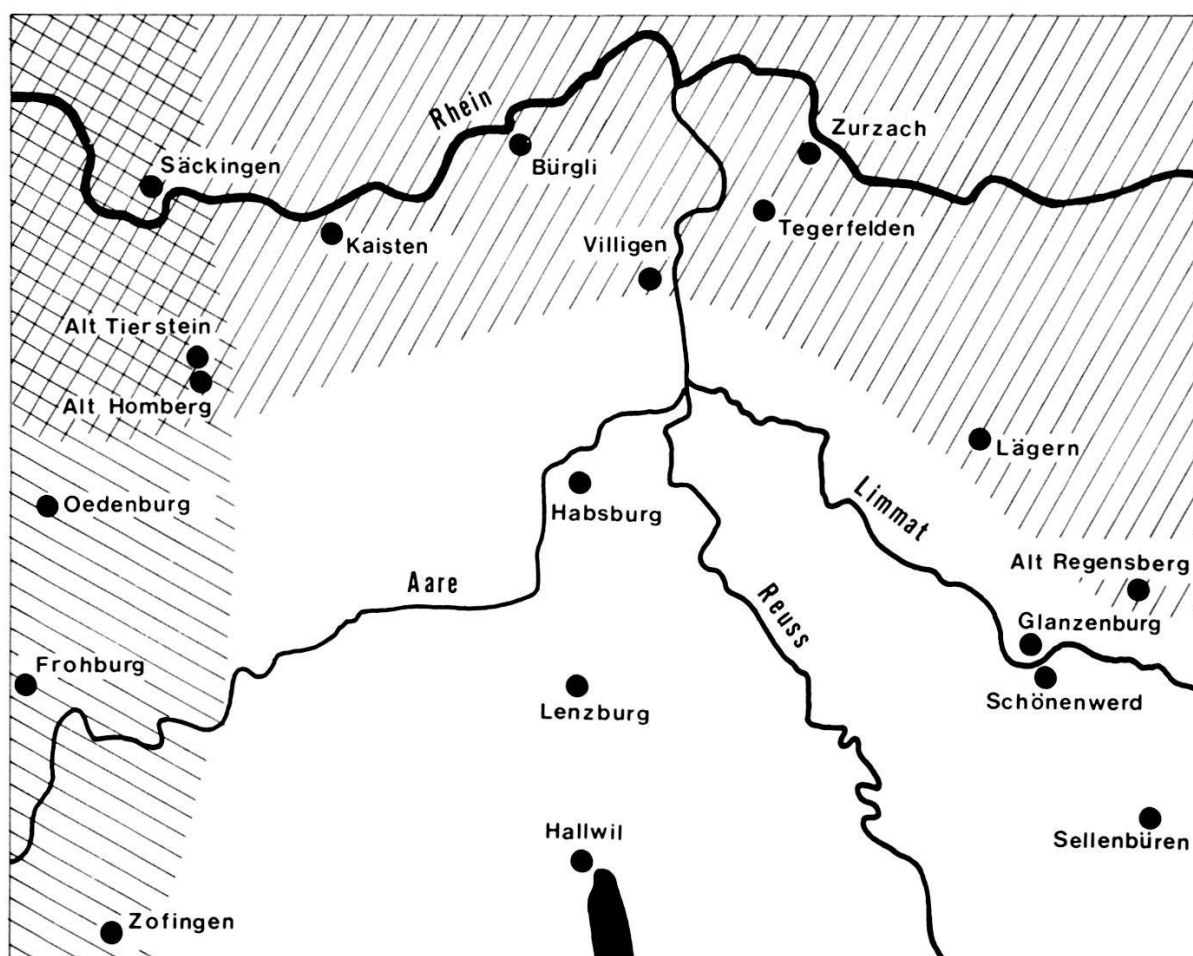 Rhein
Zurzach
Säckingen
Bürgli
Kaisten
Villigen
Tegerfelden
Alt Tierstein
Alt Homberg
Lägern
Oedenburg
Habsburg
Limmat
Alt Regensberg
Aare
Reuss
Glanzenburg
Frohburg
Lenzburg
Schönenwerd
Hallwil
Sellenbüren
Zofingen